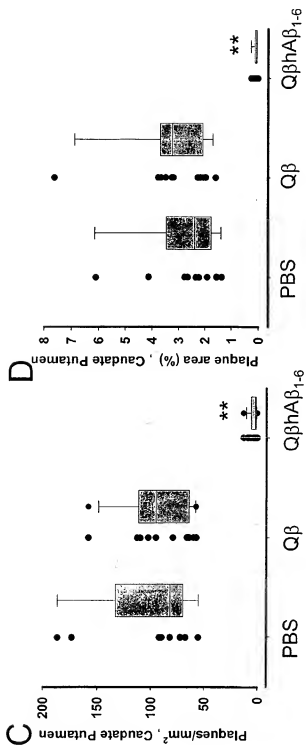 C
Plaques/mm², Caudate Putamen
200
150
100
50
0
**
PBS
Qβ
QβhAβ1-6
D
Plaque area (%), Caudate Putamen
8
7
6
5
4
3
2
1
0
**
PBS
Qβ
QβhAβ1-6